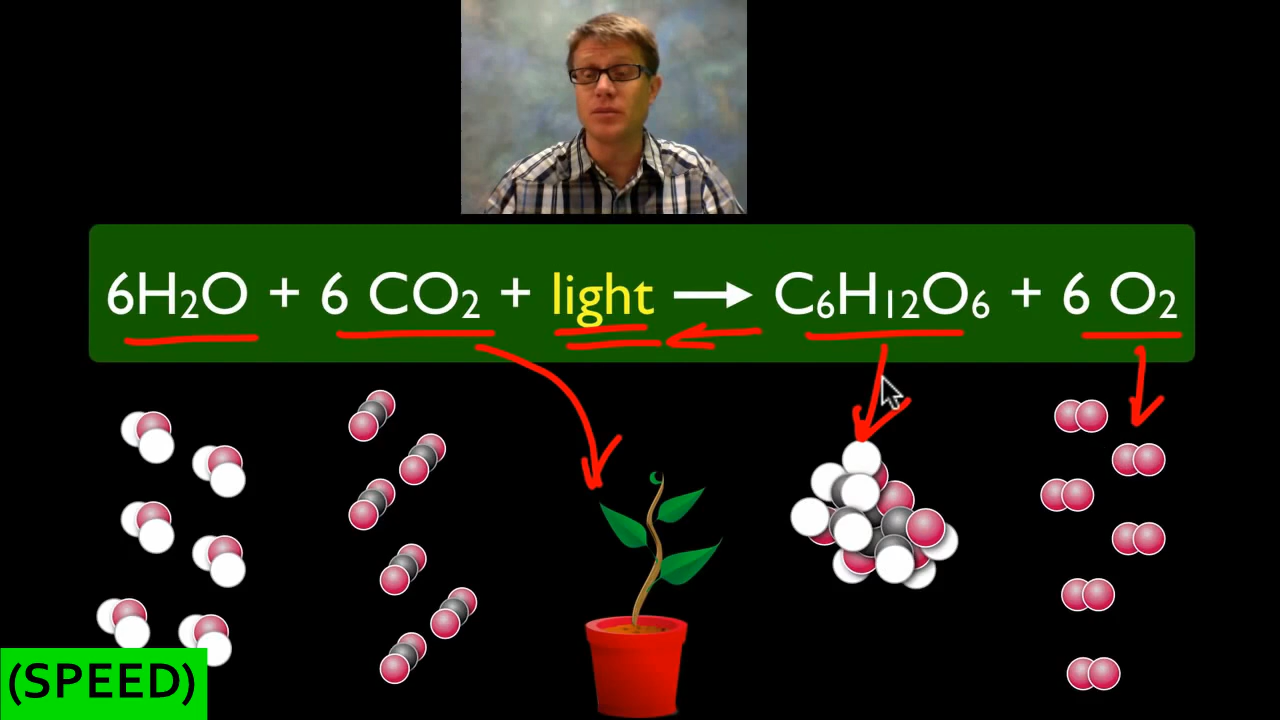 6H₂O + 6 CO₂ + light → C₆H₁₂O₆ + 6 O₂
(SPEED)